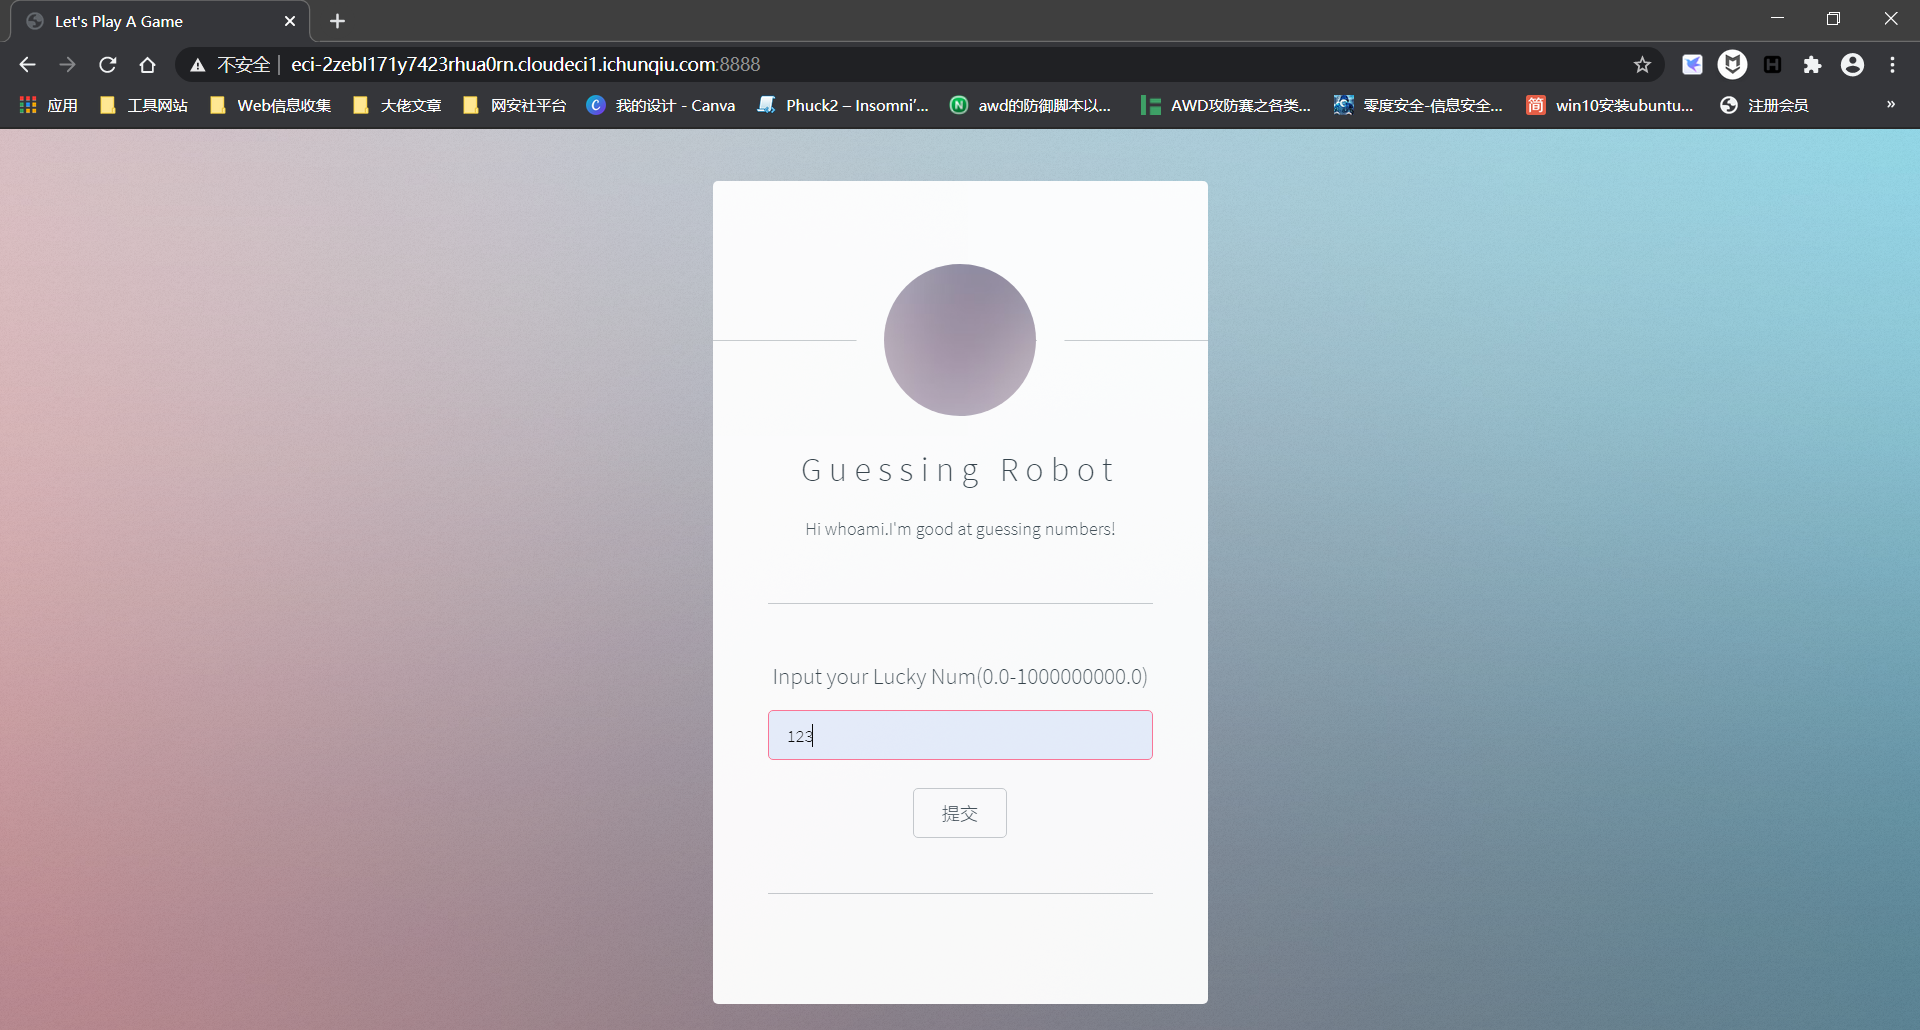 Let's Play A Game
不安全 eci-2zebl171y7423rhua0rn.cloudeci1.ichunqiu.com:8888
应用 工具网站 Web信息收集 大佬文章 网安社平台 我的设计 - Canva Phuck2 – Insomni'... awd的防御脚本以... AWD攻防赛之各类... 零度安全-信息安全... win10安装ubuntu... 注册会员 »
Guessing Robot
Hi whoami.I'm good at guessing numbers!
Input your Lucky Num(0.0-1000000000.0)
123
提交